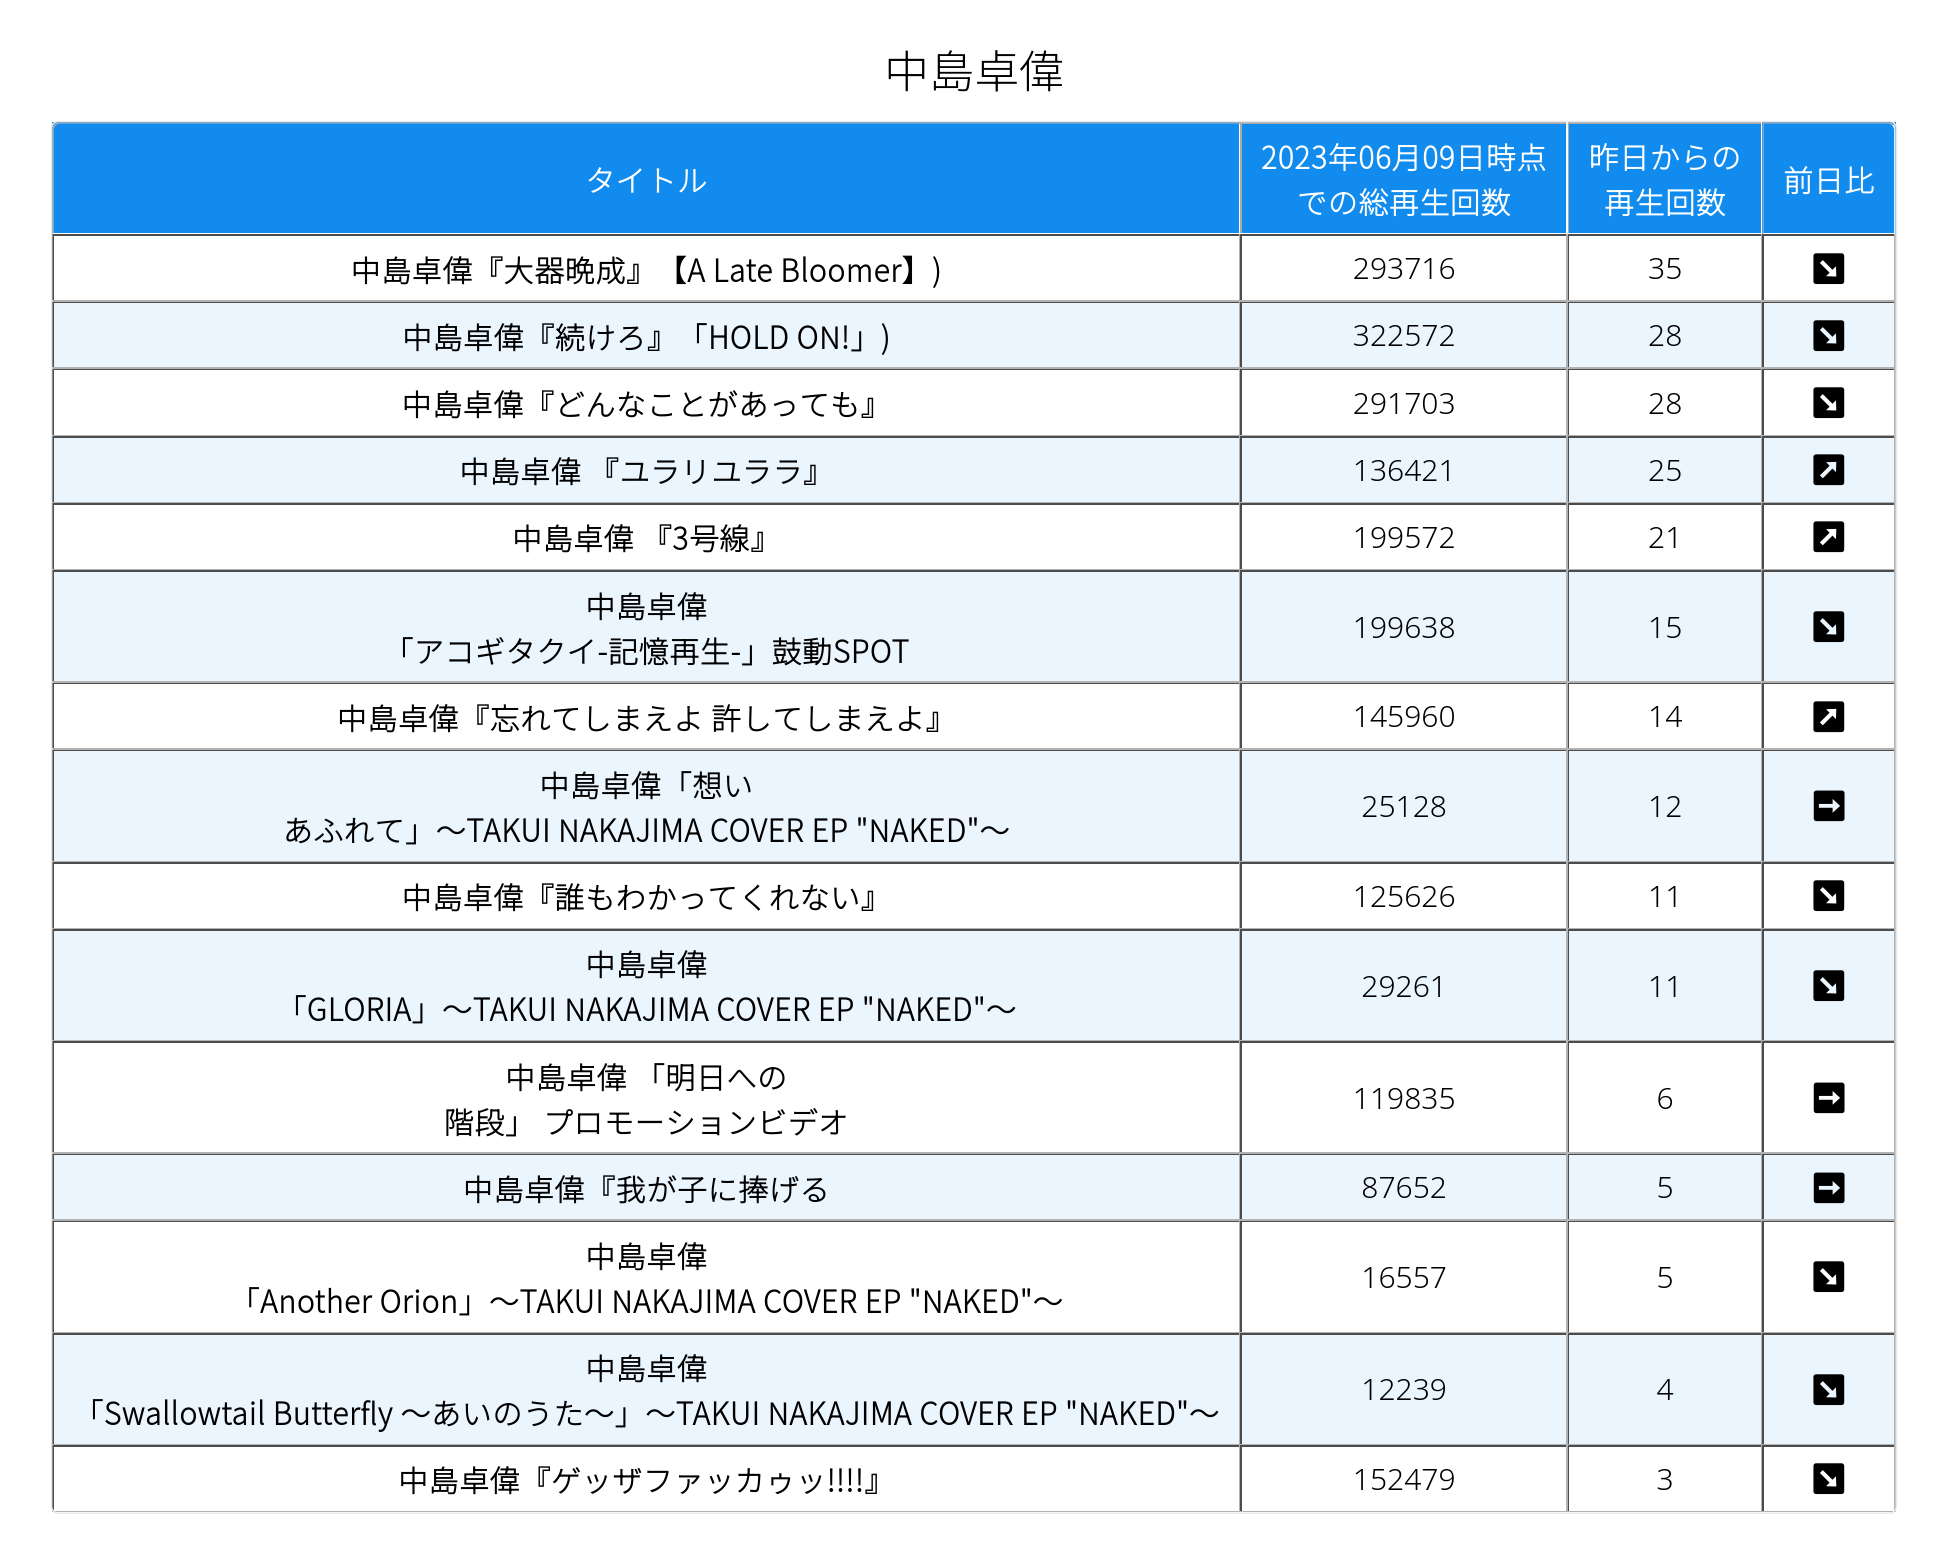 中島卓偉
タイトル
2023年06月09日時点
での総再生回数
昨日からの
再生回数
前日比
中島卓偉『大器晩成』【A Late Bloomer】) 293716 35 ↘
中島卓偉『続けろ』「HOLD ON!」) 322572 28 ↘
中島卓偉『どんなことがあっても』 291703 28 ↘
中島卓偉 『ユラリユララ』 136421 25 ↗
中島卓偉 『3号線』 199572 21 ↗
中島卓偉
「アコギタクイ-記憶再生-」鼓動SPOT 199638 15 ↘
中島卓偉『忘れてしまえよ 許してしまえよ』 145960 14 ↗
中島卓偉「想い
あふれて」〜TAKUI NAKAJIMA COVER EP "NAKED"〜 25128 12 →
中島卓偉『誰もわかってくれない』 125626 11 ↘
中島卓偉
「GLORIA」〜TAKUI NAKAJIMA COVER EP "NAKED"〜 29261 11 ↘
中島卓偉 「明日への
階段」 プロモーションビデオ 119835 6 →
中島卓偉『我が子に捧げる 87652 5 →
中島卓偉
「Another Orion」〜TAKUI NAKAJIMA COVER EP "NAKED"〜 16557 5 ↘
中島卓偉
「Swallowtail Butterfly 〜あいのうた〜」〜TAKUI NAKAJIMA COVER EP "NAKED"〜 12239 4 ↘
中島卓偉『ゲッザファッカゥッ!!!!』 152479 3 ↘